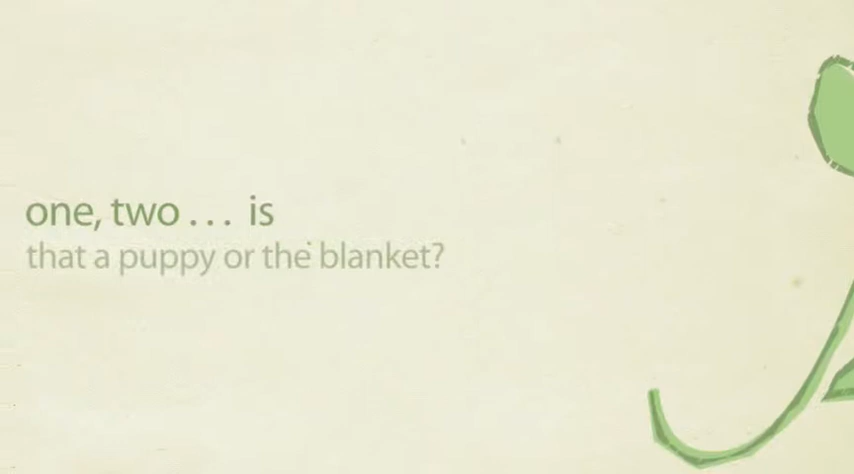 one, two . . . is
that a puppy or the blanket?